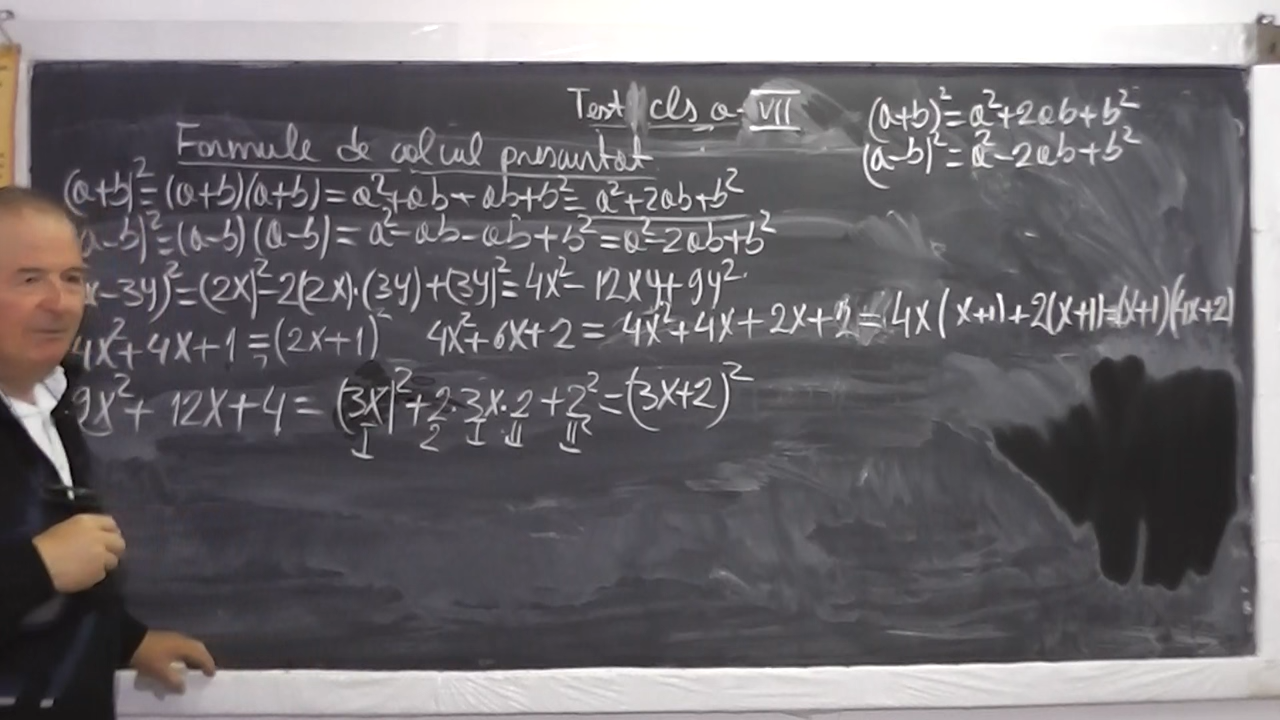 Test cls a VII
(a+b)²=a²+2ab+b²
(a-b)²=a²-2ab+b²
Formule de calcul prescurtat
(a+b)²=(a+b)(a+b)=a²+ab+ab+b²=a²+2ab+b²
a-b)²=(a-b)(a-b)=a²-ab-ab+b²=a²-2ab+b²
x-3y)²=(2x)²-2(2x)·(3y)+(3y)²=4x²-12xy+9y²
4x²+4x+1=(2x+1)² 4x²+6x+2=4x²+4x+2x+2=4x(x+1)+2(x+1)=(x+1)(4x+2)
9x²+12x+4=(3x)²+2·3x·2+2²=(3x+2)²
I 2 I·II II²